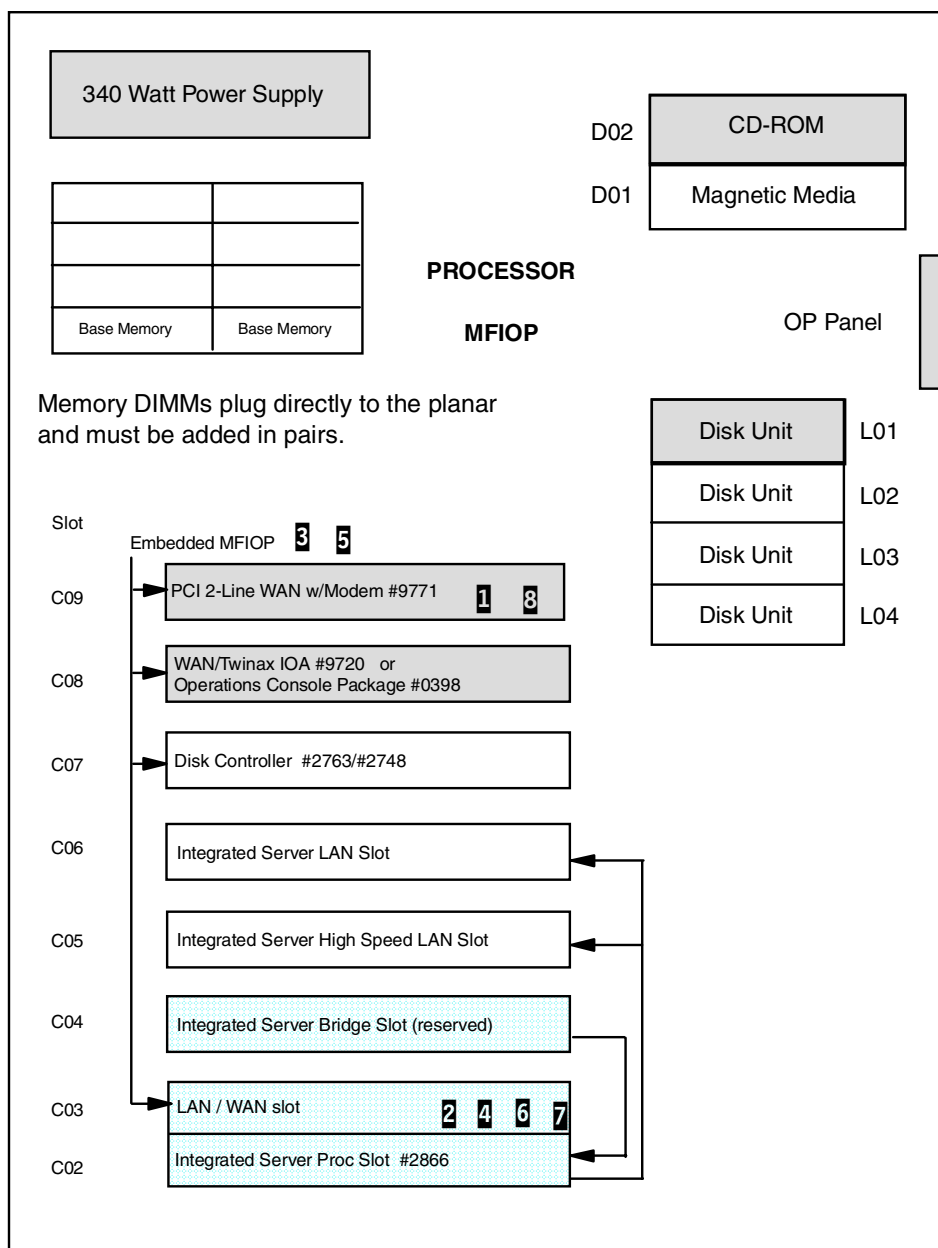 340 Watt Power Supply
D02
CD-ROM
D01
Magnetic Media
PROCESSOR
Base Memory
Base Memory
MFIOP
OP Panel
Memory DIMMs plug directly to the planar
and must be added in pairs.
Disk Unit
L01
Disk Unit
L02
Disk Unit
L03
Disk Unit
L04
Slot
Embedded MFIOP 3 5
C09
PCI 2-Line WAN w/Modem #9771 1 8
C08
WAN/Twinax IOA #9720 or
Operations Console Package #0398
C07
Disk Controller #2763/#2748
C06
Integrated Server LAN Slot
C05
Integrated Server High Speed LAN Slot
C04
Integrated Server Bridge Slot (reserved)
C03
LAN / WAN slot 2 4 6 7
C02
Integrated Server Proc Slot #2866